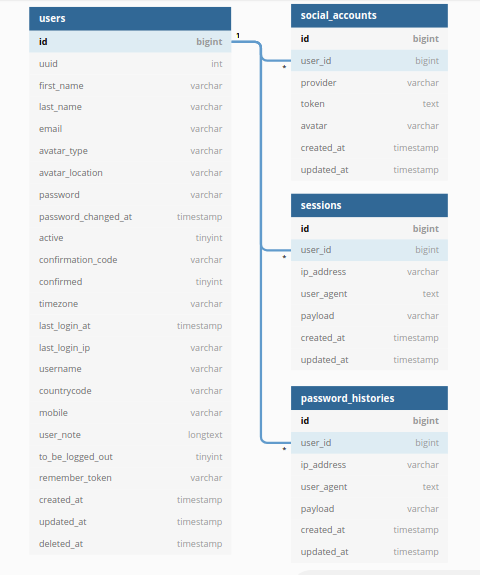 users
id bigint
uuid int
first_name varchar
last_name varchar
email varchar
avatar_type varchar
avatar_location varchar
password varchar
password_changed_at timestamp
active tinyint
confirmation_code varchar
confirmed tinyint
timezone varchar
last_login_at timestamp
last_login_ip varchar
username varchar
countrycode varchar
mobile varchar
user_note longtext
to_be_logged_out tinyint
remember_token varchar
created_at timestamp
updated_at timestamp
deleted_at timestamp
1
social_accounts
id bigint
user_id bigint
*
provider varchar
token text
avatar varchar
created_at timestamp
updated_at timestamp
sessions
id bigint
user_id bigint
*
ip_address varchar
user_agent text
payload varchar
created_at timestamp
updated_at timestamp
password_histories
id bigint
user_id bigint
*
ip_address varchar
user_agent text
payload varchar
created_at timestamp
updated_at timestamp